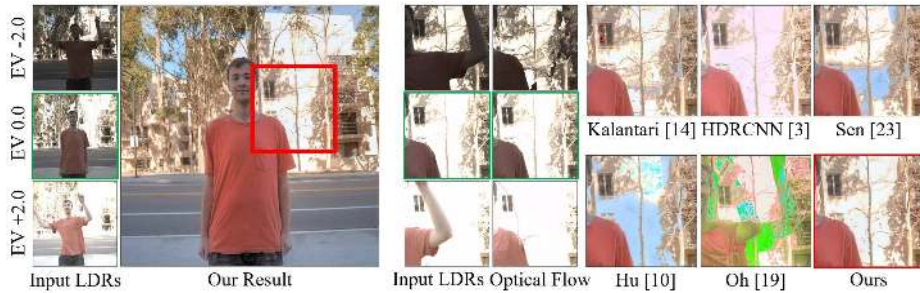 EV -2.0
EV 0.0
EV +2.0
Input LDRs
Our Result
Input LDRs
Optical Flow
Kalantari [14]
HDRCNN [3]
Sen [23]
Hu [10]
Oh [19]
Ours